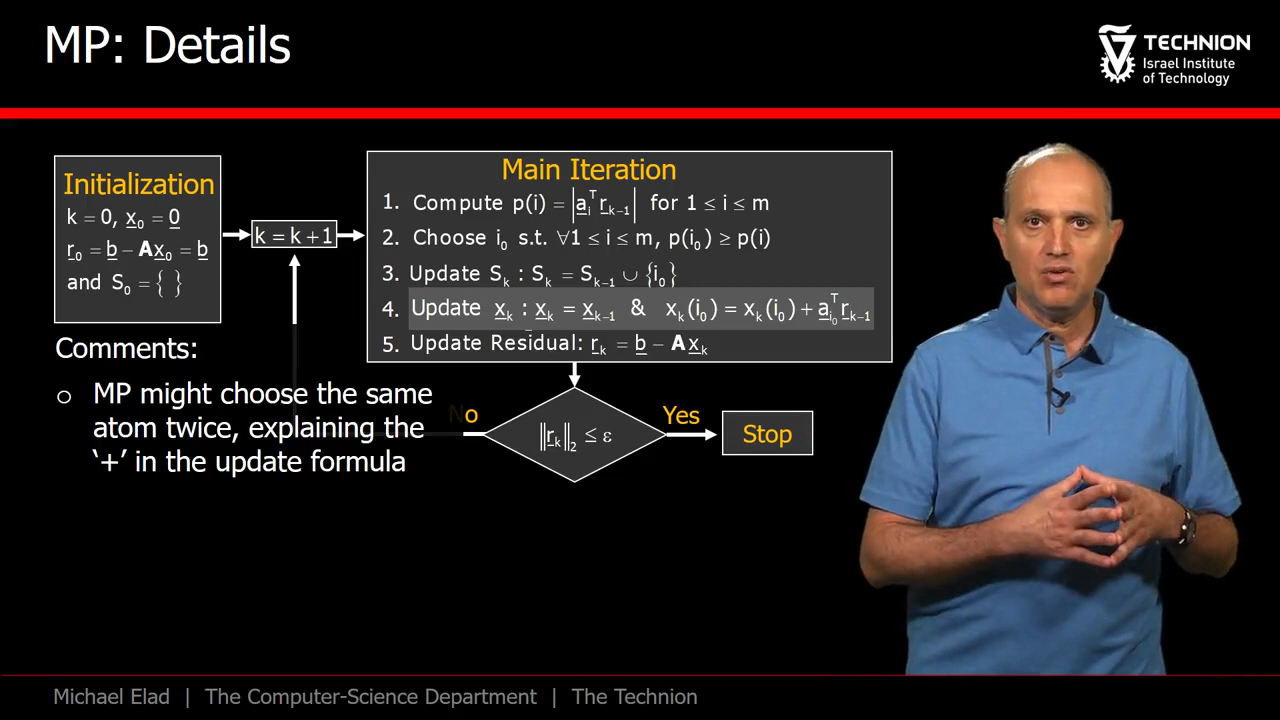 MP: Details
TECHNION
Israel Institute
of Technology
Initialization
k = 0, x₀ = 0
r₀ = b − Ax₀ = b
and S₀ = { }
k = k + 1
Main Iteration
1. Compute p(i) = |aᵢᵀrₖ₋₁| for 1 ≤ i ≤ m
2. Choose i₀ s.t. ∀1 ≤ i ≤ m, p(i₀) ≥ p(i)
3. Update Sₖ : Sₖ = Sₖ₋₁ ∪ {i₀}
4. Update xₖ : xₖ = xₖ₋₁ & xₖ(i₀) = xₖ(i₀) + aᵢ₀ᵀrₖ₋₁
5. Update Residual: rₖ = b − Axₖ
Comments:
o MP might choose the same
atom twice, explaining the
‘+’ in the update formula
No
‖rₖ‖₂ ≤ ε
Yes
Stop
Michael Elad | The Computer-Science Department | The Technion